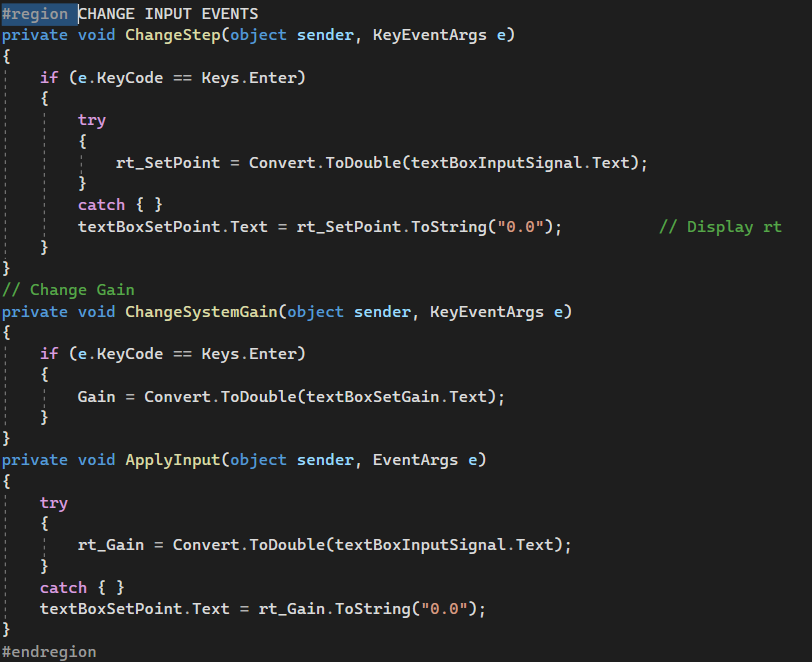 #region CHANGE INPUT EVENTS
private void ChangeStep(object sender, KeyEventArgs e)
{
    if (e.KeyCode == Keys.Enter)
    {
        try
        {
            rt_SetPoint = Convert.ToDouble(textBoxInputSignal.Text);
        }
        catch { }
        textBoxSetPoint.Text = rt_SetPoint.ToString("0.0");          // Display rt
    }
}
// Change Gain
private void ChangeSystemGain(object sender, KeyEventArgs e)
{
    if (e.KeyCode == Keys.Enter)
    {
        Gain = Convert.ToDouble(textBoxSetGain.Text);
    }
}
private void ApplyInput(object sender, EventArgs e)
{
    try
    {
        rt_Gain = Convert.ToDouble(textBoxInputSignal.Text);
    }
    catch { }
    textBoxSetPoint.Text = rt_Gain.ToString("0.0");
}
#endregion